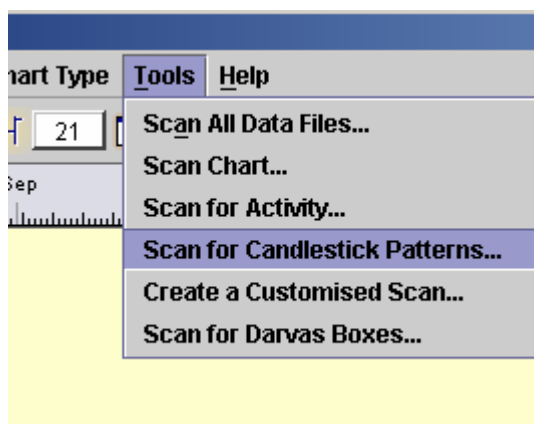 Type Tools Help
21
Scan All Data Files...
Sep
Scan Chart...
Scan for Activity...
Scan for Candlestick Patterns...
Create a Customised Scan...
Scan for Darvas Boxes...